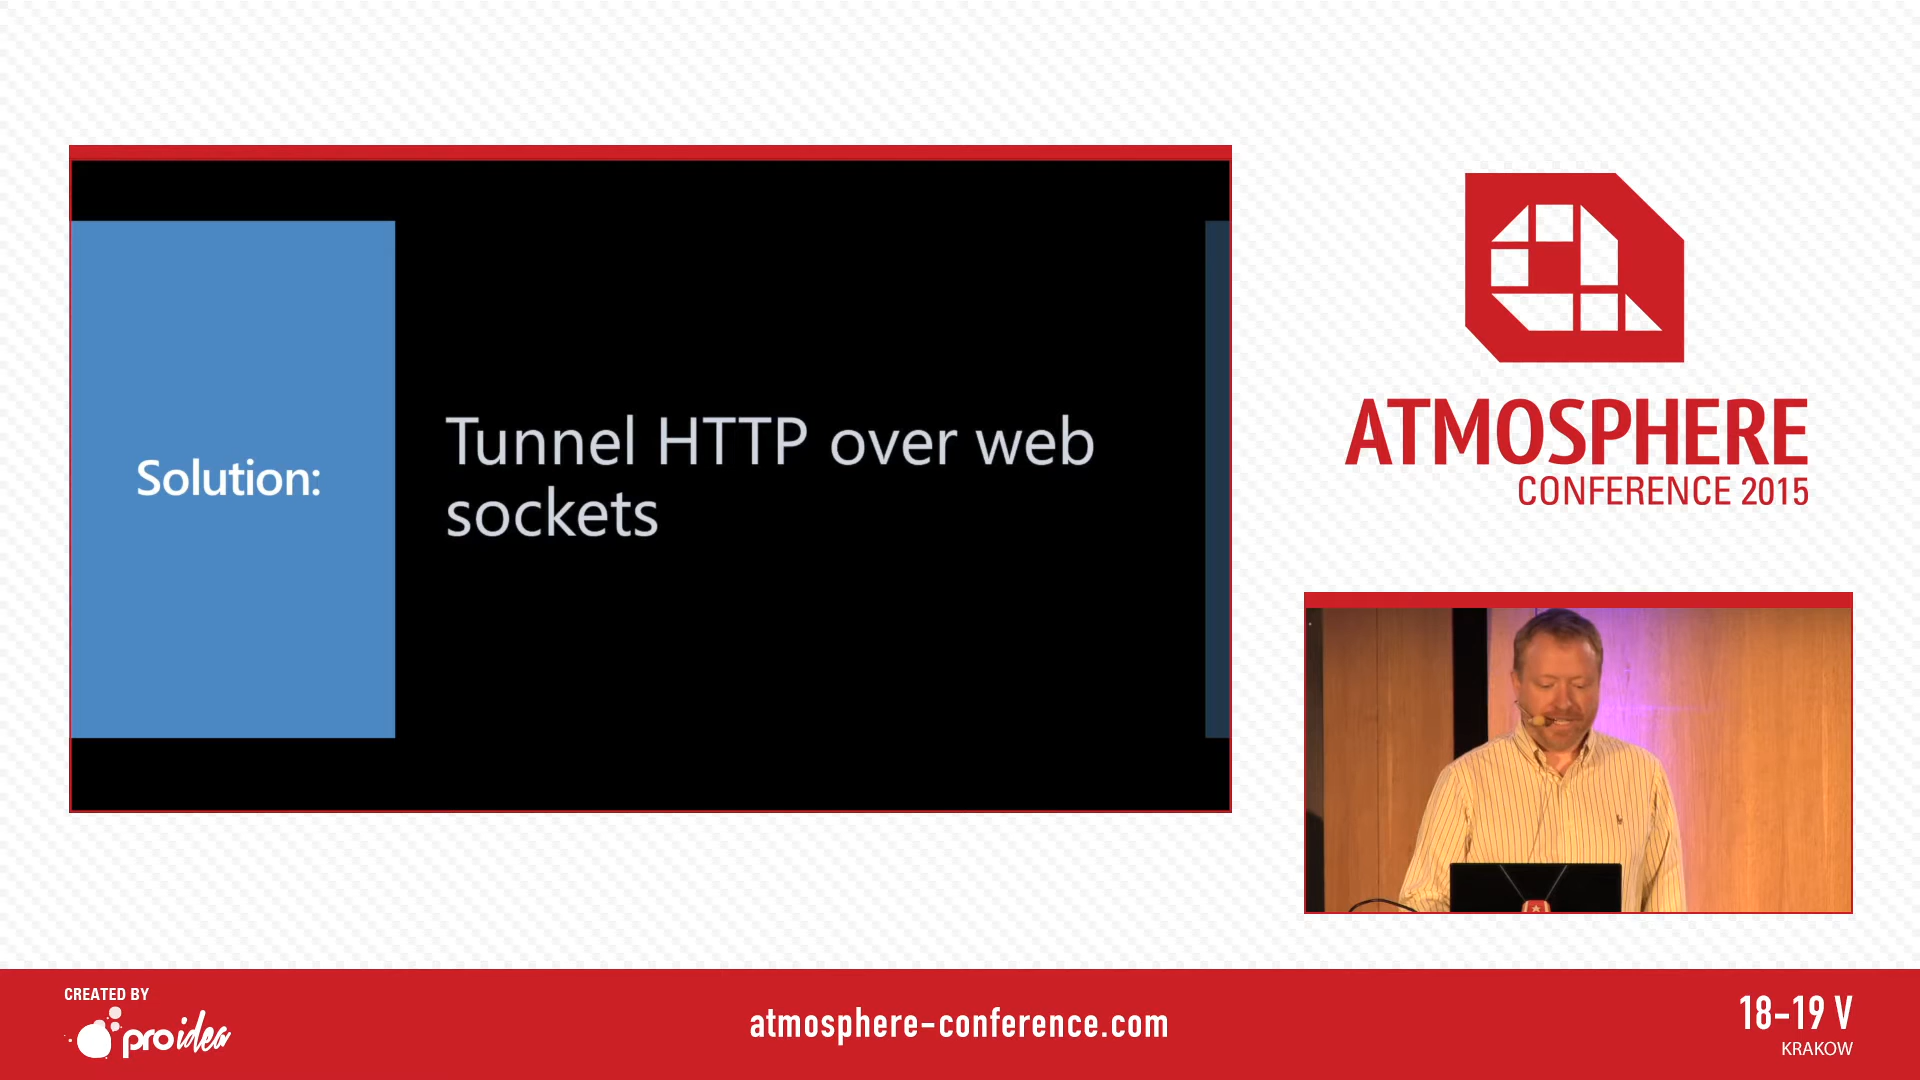 Solution:
Tunnel HTTP over web
sockets
ATMOSPHERE
CONFERENCE 2015
CREATED BY
proidea
atmosphere-conference.com
18-19 V
KRAKOW